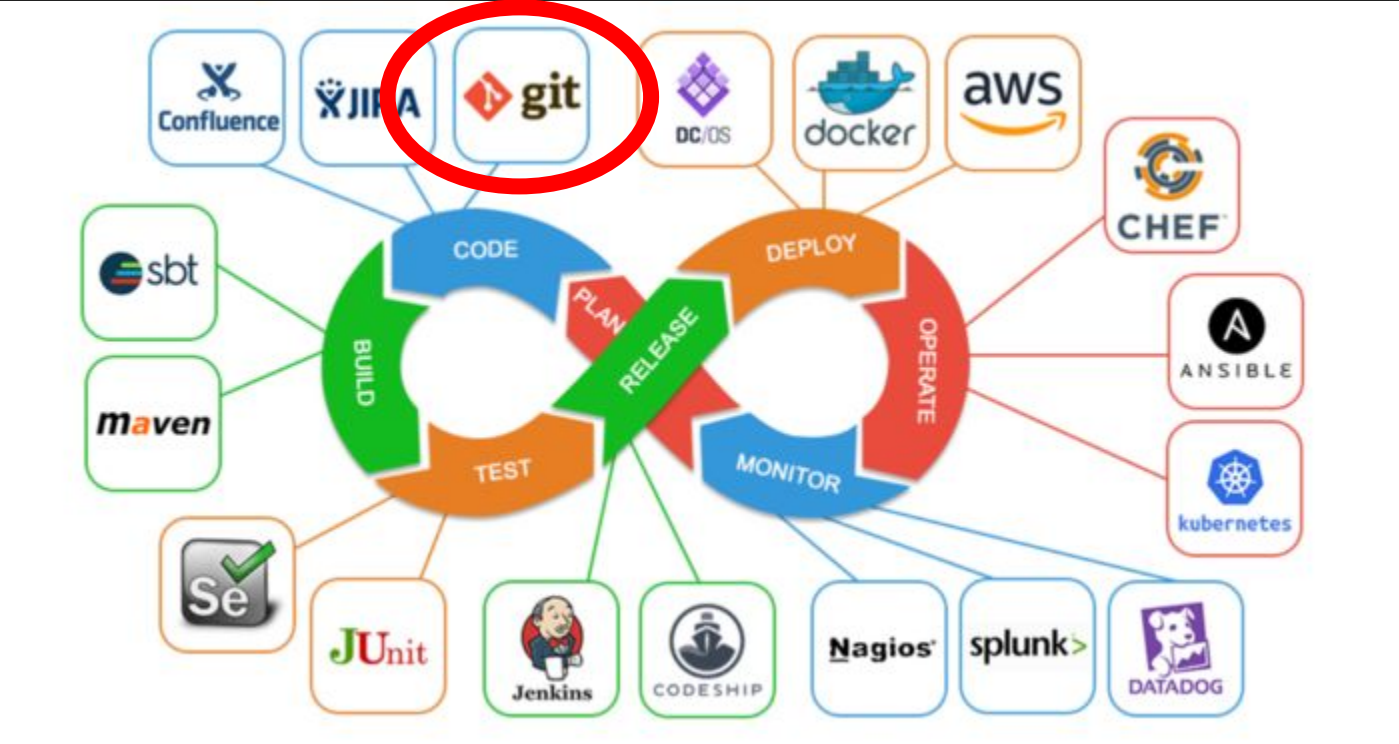 Confluence
JIRA
git
DC/OS
docker
aws
CHEF
sbt
CODE
DEPLOY
PLAN
RELEASE
BUILD
OPERATE
ANSIBLE
maven
TEST
MONITOR
kubernetes
Se
JUnit
Jenkins
CODESHIP
Nagios®
splunk>
DATADOG